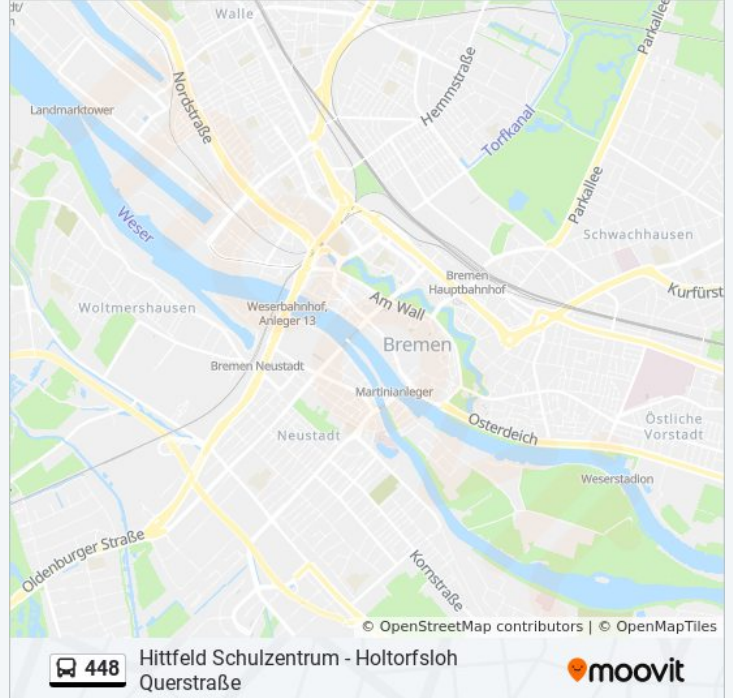 dt/
Walle
Parkallee
Hemmstraße
Nordstraße
Landmarktower
Torfkanal
Parkallee
Weser
Schwachhausen
Bremen
Hauptbahnhof
Kurfürst
Woltmershausen
Weserbahnhof,
Anleger 13
Am Wall
Bremen
Bremen Neustadt
Martinianleger
Osterdeich
Östliche
Vorstadt
Neustadt
Weserstadion
Oldenburger Straße
Kornstraße
© OpenStreetMap contributors | © OpenMapTiles
448
Hittfeld Schulzentrum - Holtorfsloh
Querstraße
moovit